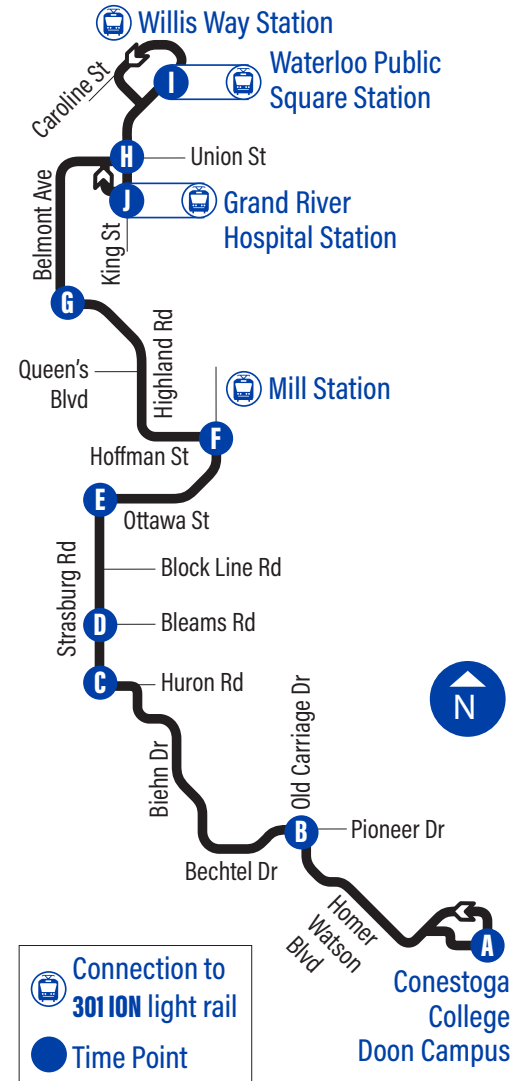 Willis Way Station
Waterloo Public
Square Station
Caroline St
I
H
Union St
J
Grand River
Hospital Station
Belmont Ave
King St
G
Queen's
Blvd
Highland Rd
Mill Station
F
Hoffman St
E
Ottawa St
Strasburg Rd
Block Line Rd
D
Bleams Rd
C
Huron Rd
N
Biehn Dr
Old Carriage Dr
B
Pioneer Dr
Bechtel Dr
Homer
Watson
Blvd
A
Conestoga
College
Doon Campus
Connection to
301 ION light rail
Time Point